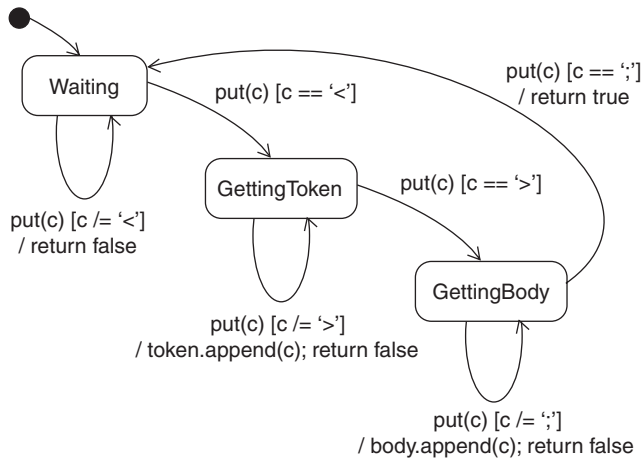 Waiting
put(c) [c == ‘<’]
put(c) [c == ‘;’]
/ return true
GettingToken
put(c) [c == ‘>’]
put(c) [c /= ‘<’]
/ return false
GettingBody
put(c) [c /= ‘>’]
/ token.append(c); return false
put(c) [c /= ‘;’]
/ body.append(c); return false